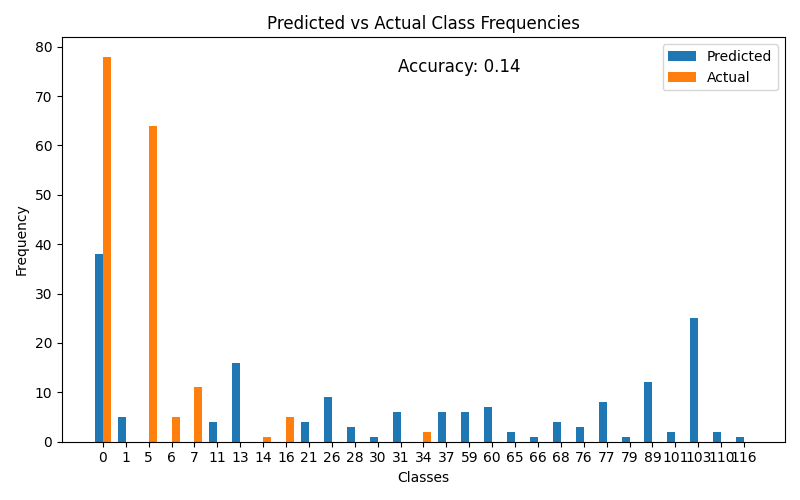 Predicted vs Actual Class Frequencies
Accuracy: 0.14
Predicted
Actual
80
70
60
50
40
30
20
10
0
Frequency
0 1 5 6 7 11 13 14 16 21 26 28 30 31 34 37 59 60 65 66 68 76 77 79 89 101 103 110 116
Classes